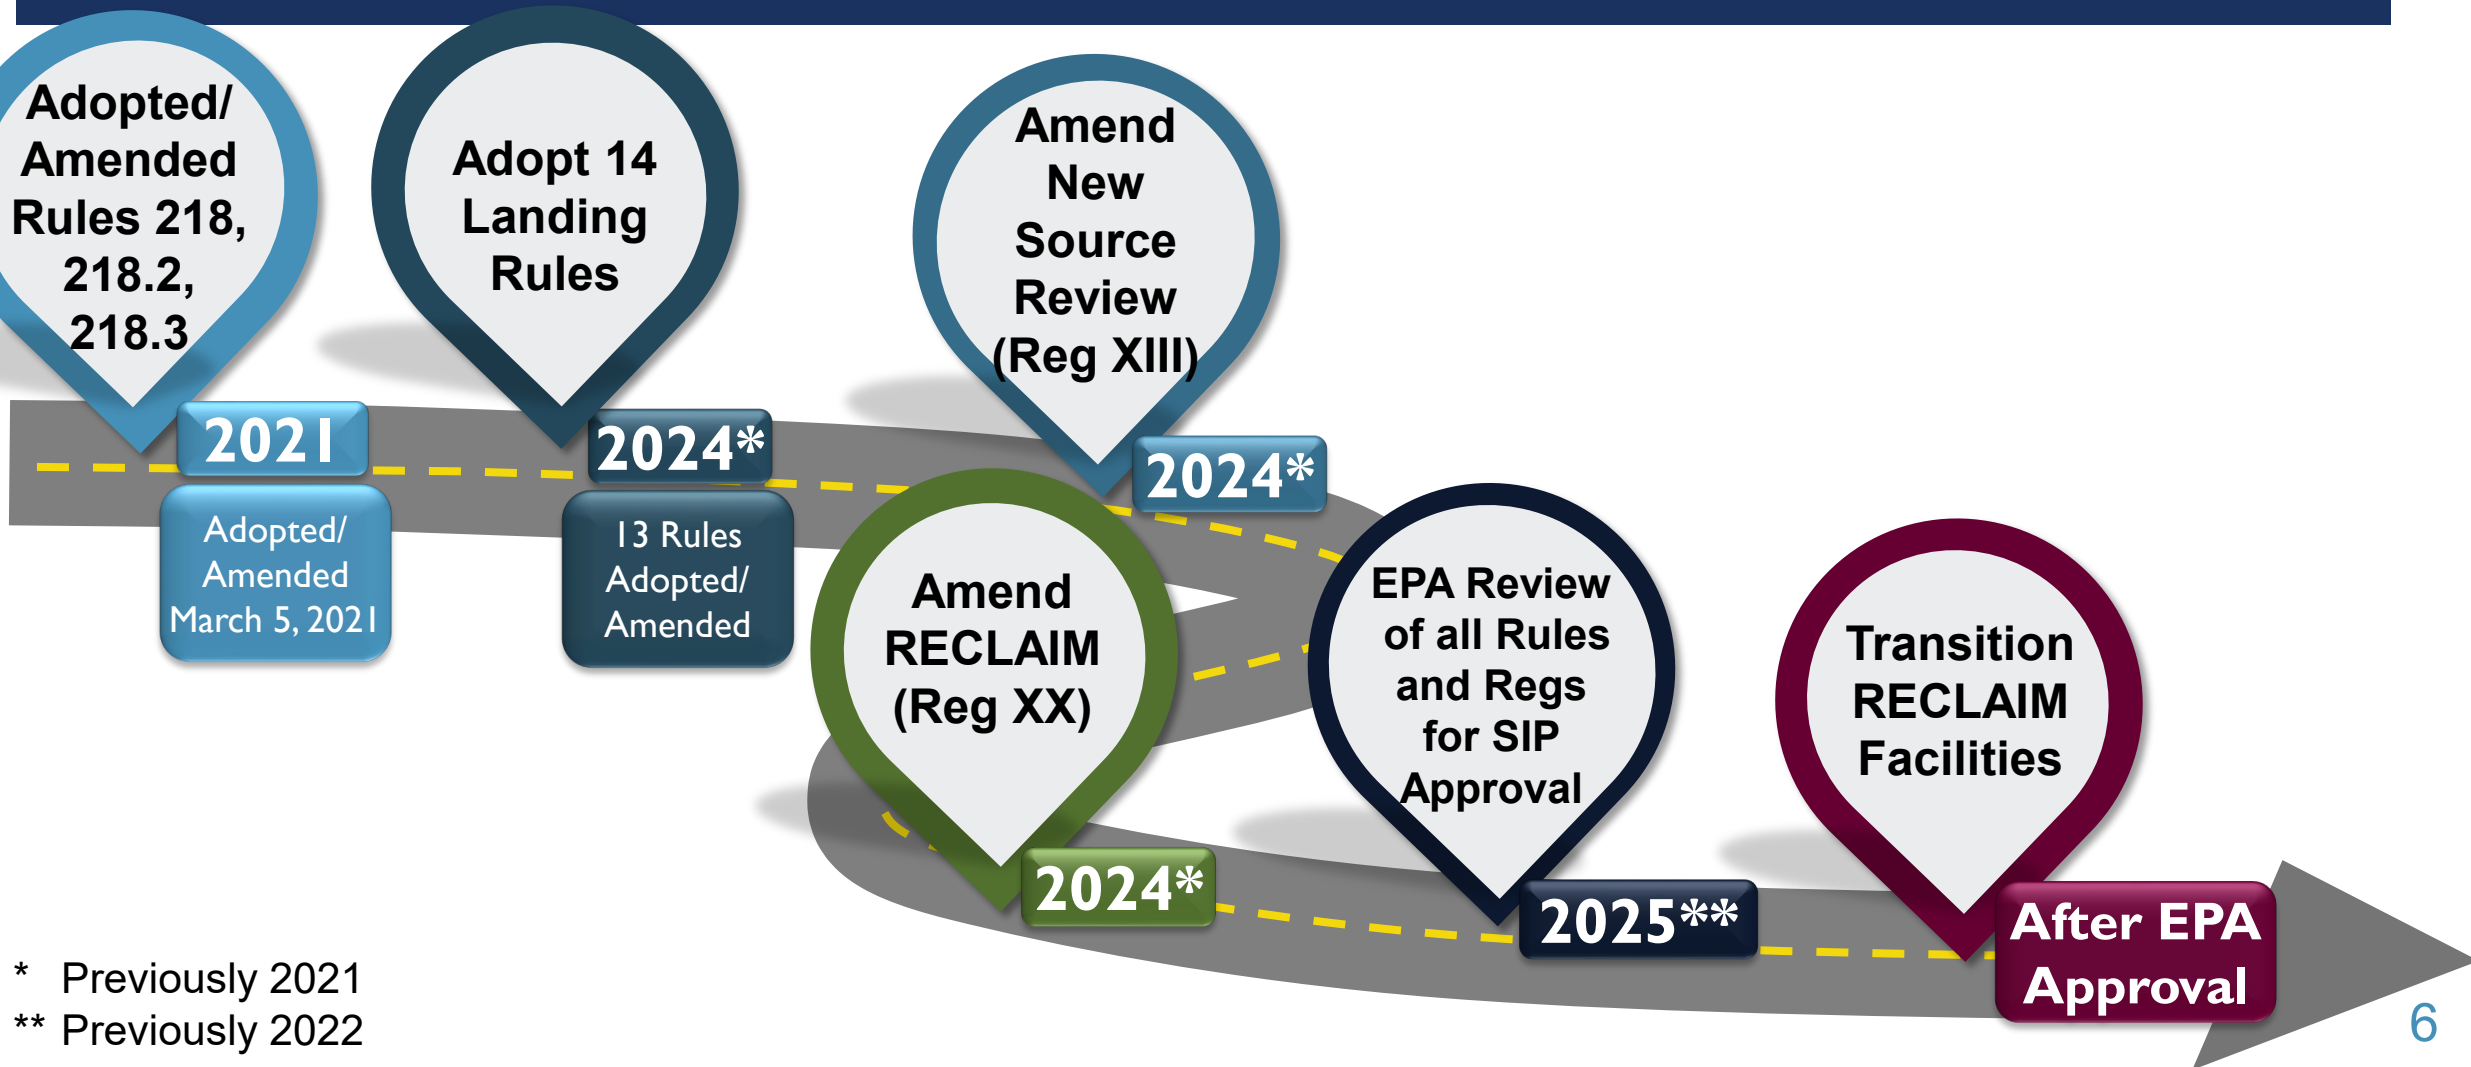 Adopted/
Amended
Rules 218,
218.2,
218.3
2021
Adopted/
Amended
March 5, 2021
Adopt 14
Landing
Rules
2024*
13 Rules
Adopted/
Amended
Amend
New
Source
Review
(Reg XIII)
2024*
Amend
RECLAIM
(Reg XX)
2024*
EPA Review
of all Rules
and Regs
for SIP
Approval
2025**
Transition
RECLAIM
Facilities
After EPA
Approval
* Previously 2021
** Previously 2022
6